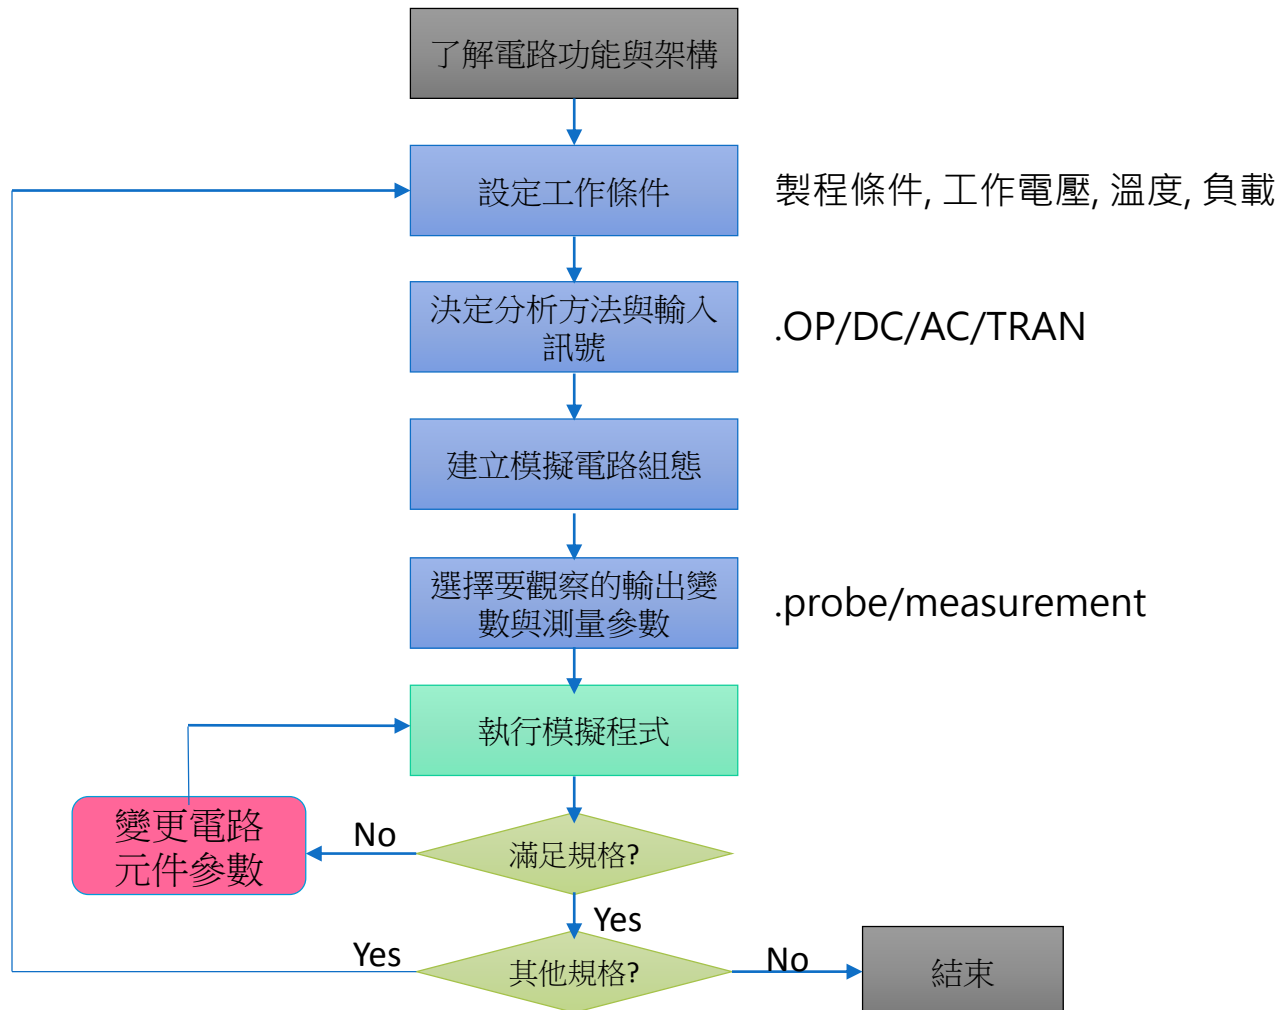 了解電路功能與架構
設定工作條件
製程條件, 工作電壓, 溫度, 負載
決定分析方法與輸入
訊號
.OP/DC/AC/TRAN
建立模擬電路組態
選擇要觀察的輸出變
數與測量參數
.probe/measurement
執行模擬程式
變更電路
元件參數
No
滿足規格?
Yes
Yes
其他規格?
No
結束